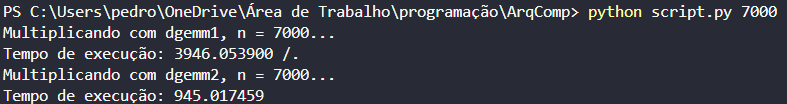 PS C:\Users\pedro\OneDrive\Área de Trabalho\programação\ArqComp> python script.py 7000
Multiplicando com dgemm1, n = 7000...
Tempo de execução: 3946.053900 /.
Multiplicando com dgemm2, n = 7000...
Tempo de execução: 945.017459